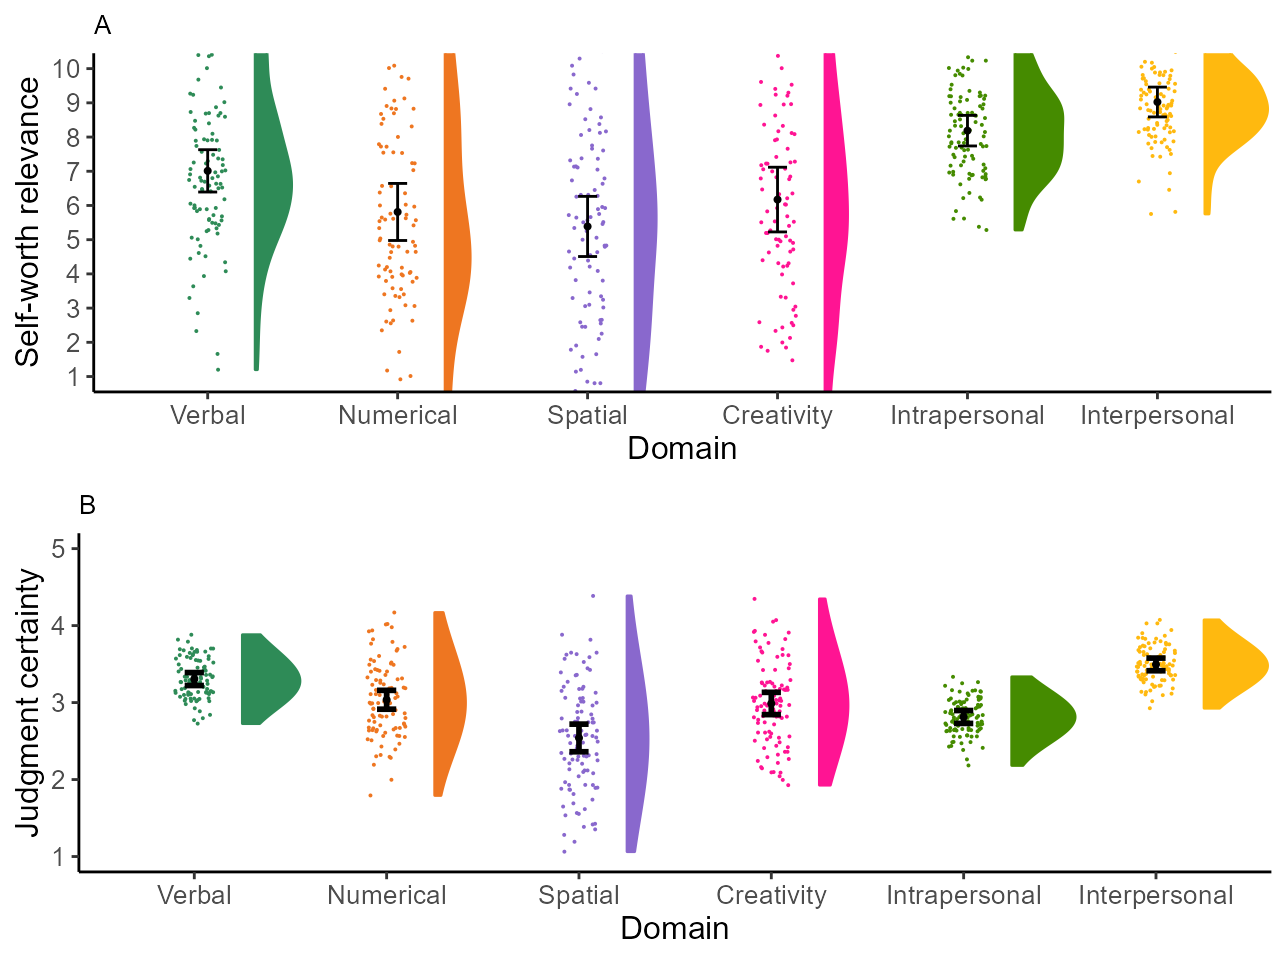 A
Self-worth relevance
10
9
8
7
6
5
4
3
2
1
Verbal Numerical Spatial Creativity Intrapersonal Interpersonal
Domain
B
Judgment certainty
5
4
3
2
1
Verbal Numerical Spatial Creativity Intrapersonal Interpersonal
Domain